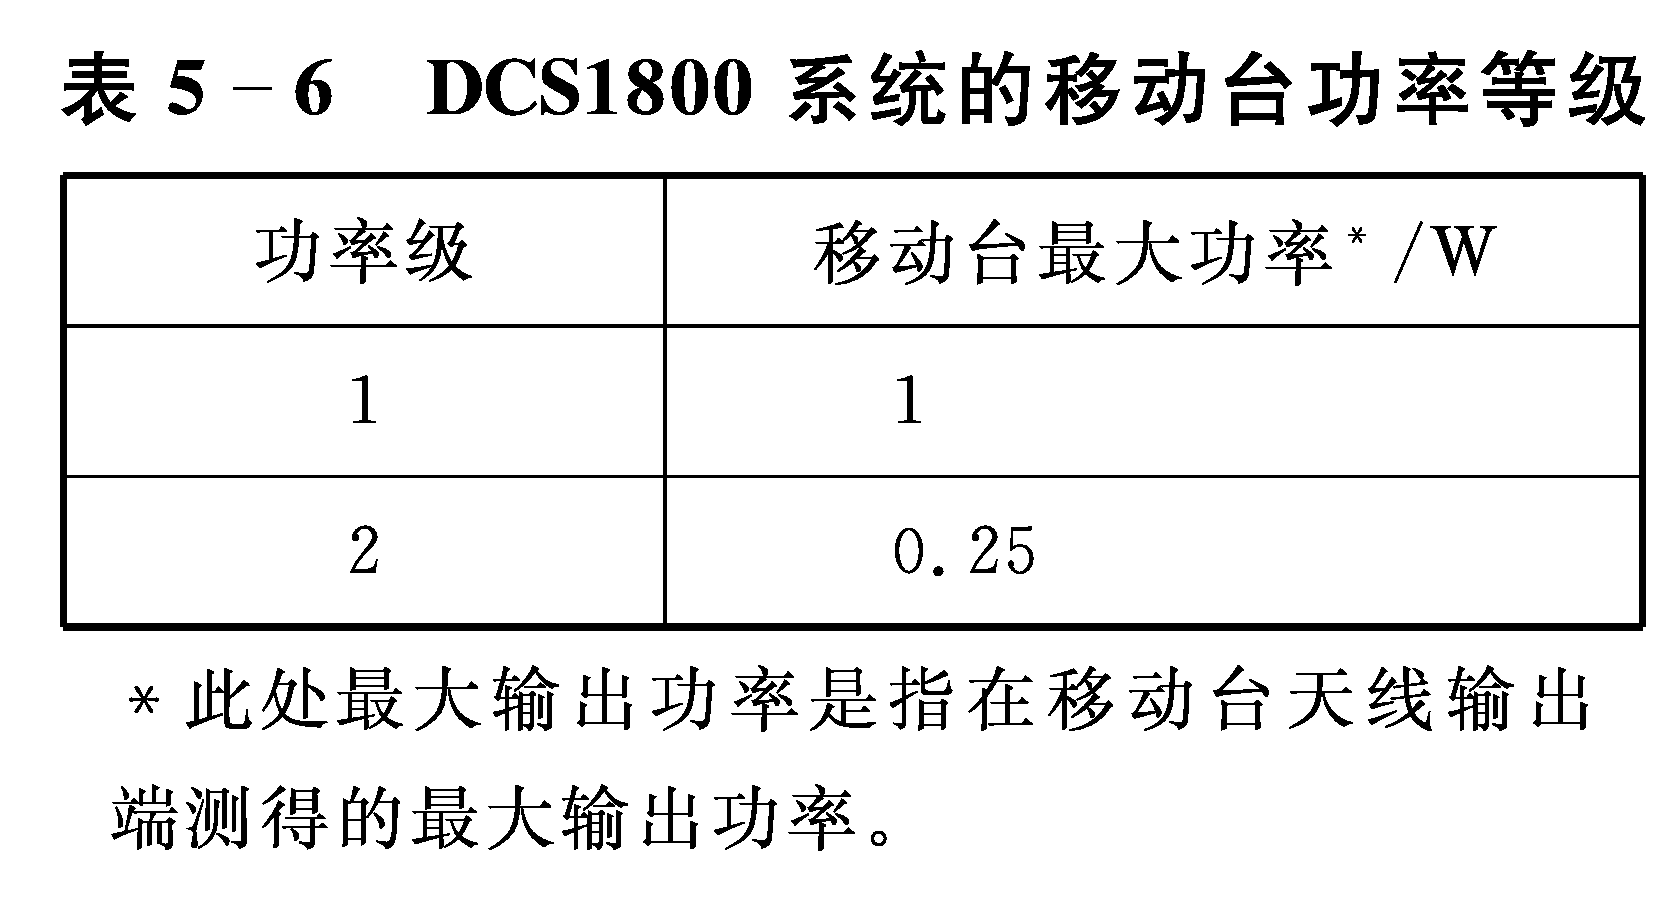 表 5－6　DCS1800 系统的移动台功率等级
功率级　移动台最大功率* /W
1　1
2　0.25
* 此处最大输出功率是指在移动台天线输出
端测得的最大输出功率。